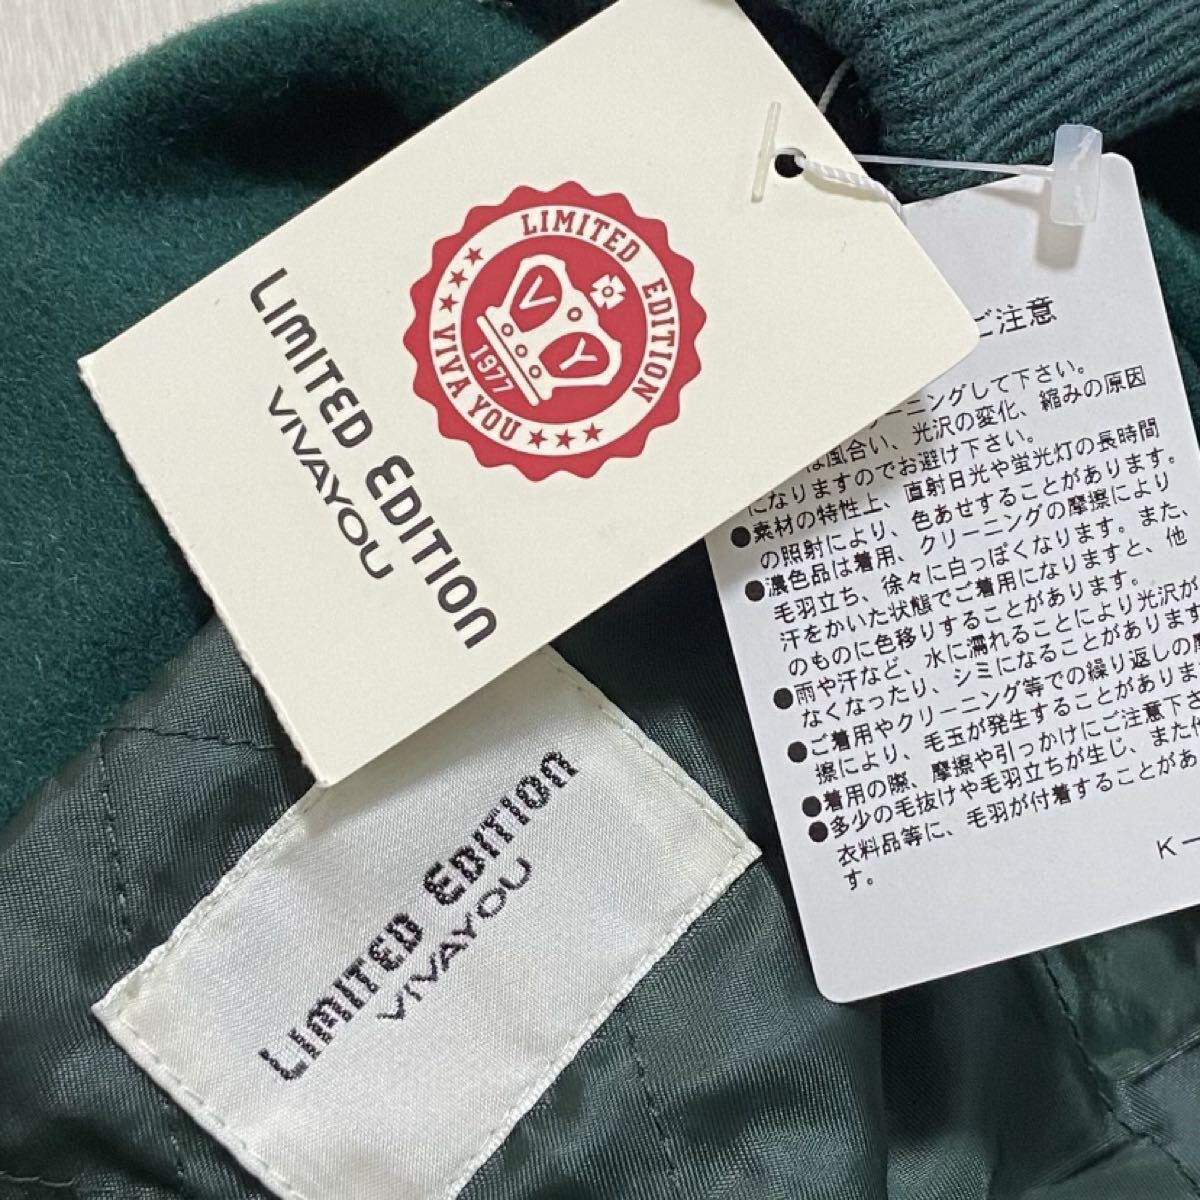 LIMITED EDITION
VIVAYOU
LIMITED EDITION
VIVA YOU
1977
V
Y
LIMITED EDITION
VIVAYOU
ご注意
ーニングして下さい。
は風合い、光沢の変化、縮みの原因
になりますのでお避け下さい。
●素材の特性上、直射日光や蛍光灯の長時間
の照射により、色あせすることがあります。
●濃色品は着用、クリーニングの摩擦により
毛羽立ち、徐々に白っぽくなります。また、
汗をかいた状態でご着用になりますと、他
のものに色移りすることがあります。
●雨や汗など、水に濡れることにより光沢が
なくなったり、シミになることがあります
●ご着用やクリーニング等での繰り返しの摩
擦により、毛玉が発生することがありま
●着用の際、摩擦や引っかけにご注意下さ
●多少の毛抜けや毛羽立ちが生じ、また他
衣料品等に、毛羽が付着することがあ
す。
K－